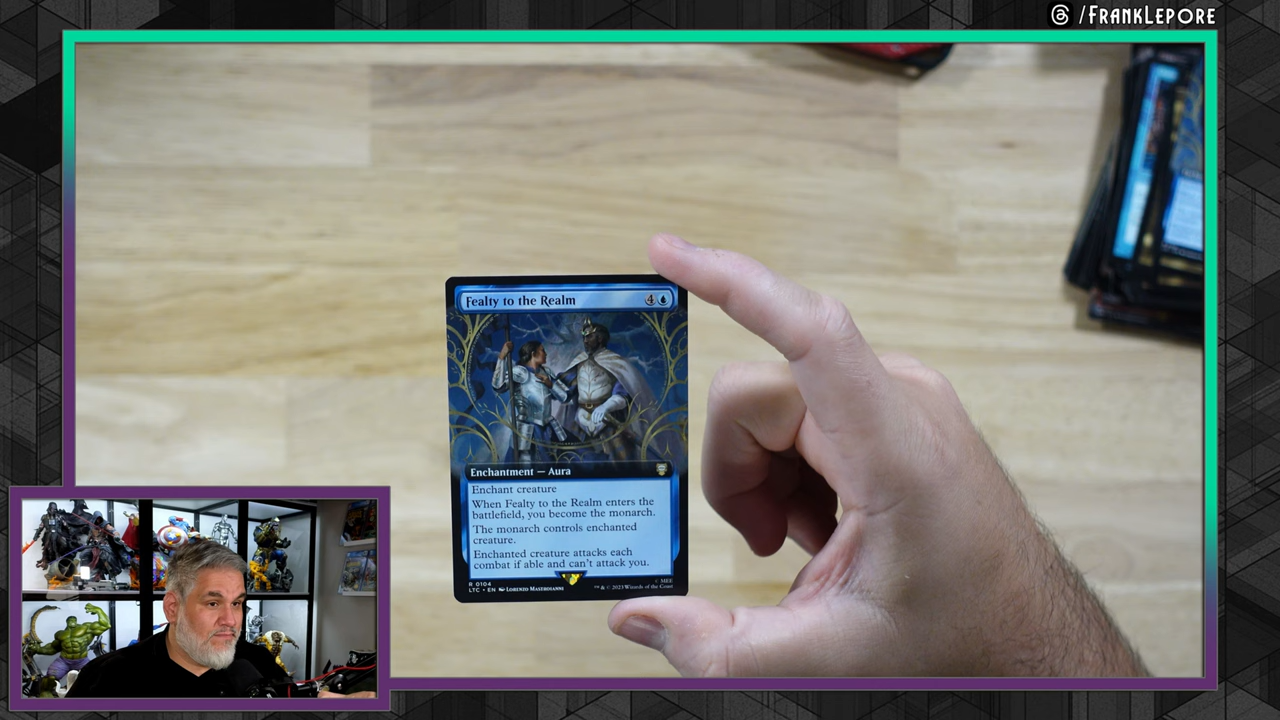 /FrankLepore
Fealty to the Realm 4
Enchantment — Aura
Enchant creature
When Fealty to the Realm enters the
battlefield, you become the monarch.
The monarch controls enchanted
creature.
Enchanted creature attacks each
combat if able and can't attack you.
R 0104
LTC • EN Lorenzo Mastroianni
© MEE
™ & © 2023 Wizards of the Coast